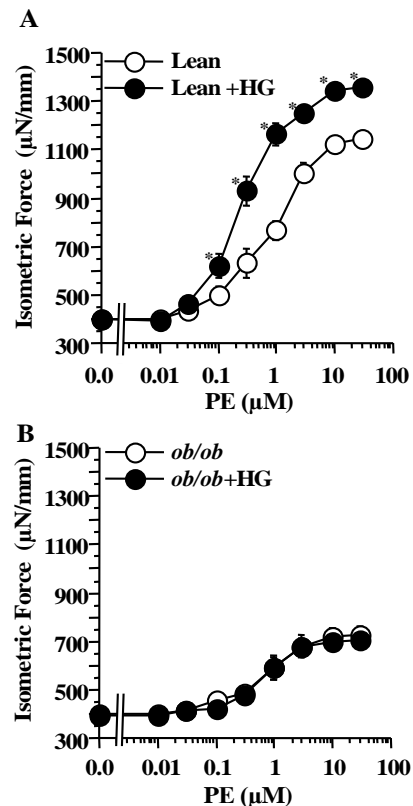 A
Lean
Lean +HG
Isometric Force (µN/mm)
1500
1300
1100
900
700
500
300
* * * * * *
0.0 0.01 0.1 1 10 100
PE (µM)
B
ob/ob
ob/ob+HG
Isometric Force (µN/mm)
1500
1300
1100
900
700
500
300
0.0 0.01 0.1 1 10 100
PE (µM)